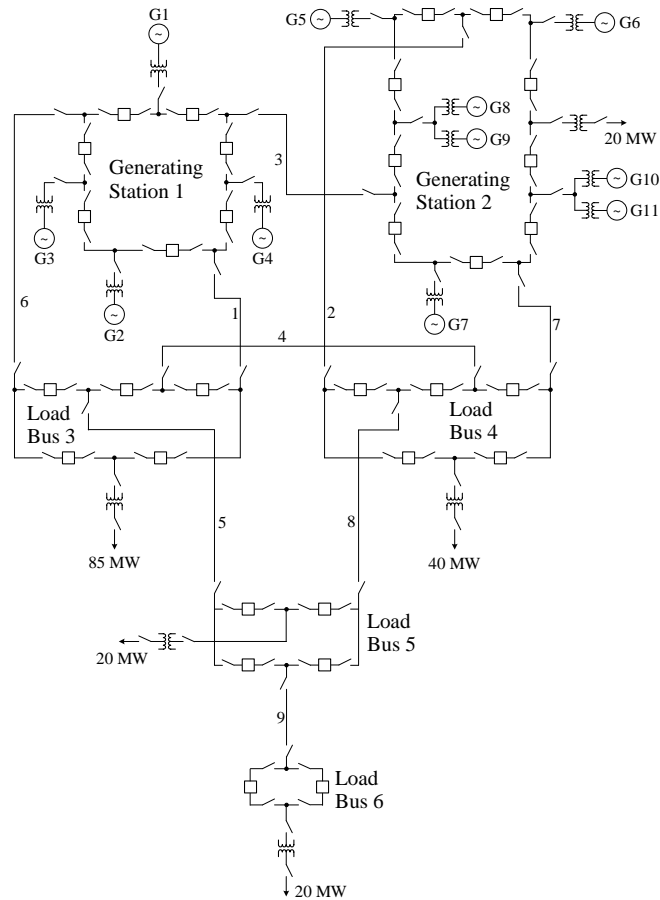 G1
G5
G6
G8
G9
20 MW
3
Generating
Station 1
Generating
Station 2
G10
G11
G3
G4
G2
G7
6
1
2
7
4
Load
Bus 3
Load
Bus 4
5
8
85 MW
40 MW
Load
Bus 5
20 MW
9
Load
Bus 6
20 MW